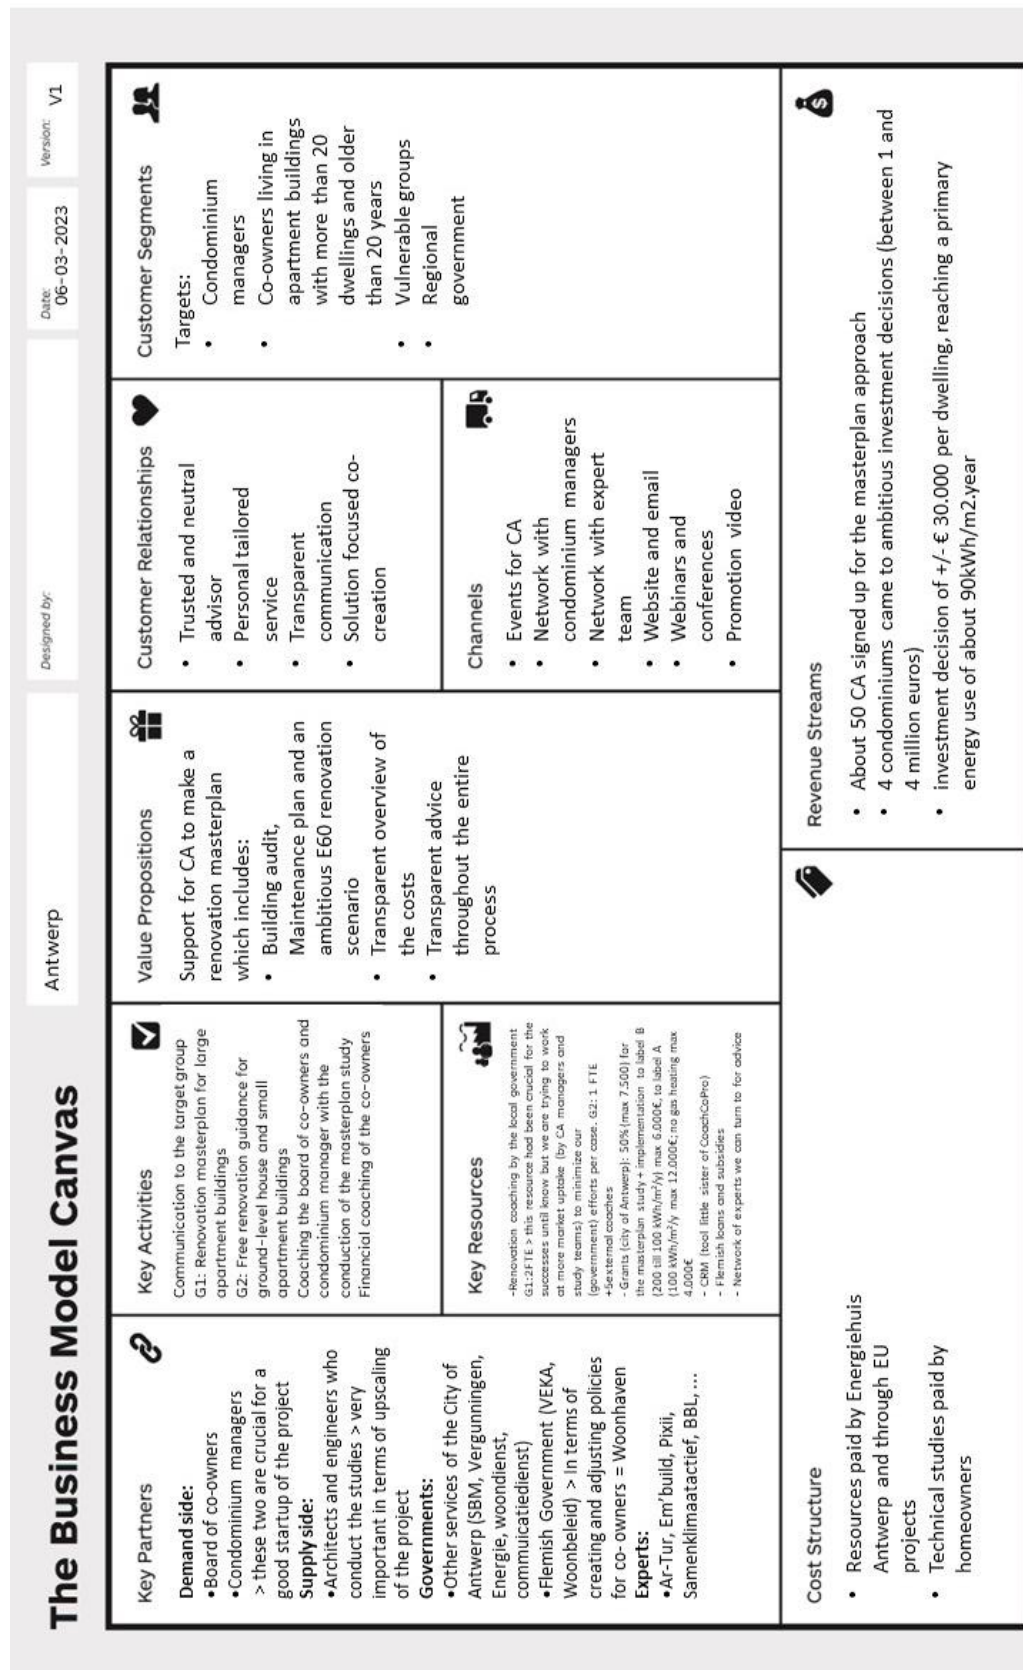 The Business Model Canvas
Antwerp
Designed by:
Date:
06-03-2023
Version:
V1
Key Partners
Demand side:
•Board of co-owners
•Condominium managers
> these two are crucial for a
good startup of the project
Supply side:
•Architects and engineers who
conduct the studies > very
important in terms of upscaling
of the project
Governments:
•Other services of the City of
Antwerp (SBM, Vergunningen,
Energie, woondienst,
communicatiedienst)
•Flemish Government (VEKA,
Woonbeleid) > In terms of
creating and adjusting policies
for co- owners = Woonhaven
Experts:
•Ar-Tur, Em'build, Pixii,
Samenklimaatactief, BBL, ...
Key Activities
Communication to the target group
G1: Renovation masterplan for large
apartment buildings
G2: Free renovation guidance for
ground-level house and small
apartment buildings
Coaching the board of co-owners and
condominium manager with the
conduction of the masterplan study
Financial coaching of the co-owners
Key Resources
-Renovation coaching by the local government
G1:2FTE > this resource had been crucial for the
successes until know but we are trying to work
at more market uptake (by CA managers and
study teams) to minimize our
(government) efforts per case. G2: 1 FTE
+5external coaches
- Grants (city of Antwerp): 50% (max 7.500) for
the masterplan study + implementation to label B
(200 till 100 kWh/m²/y) max 6.000€, to label A
(100 kWh/m²/y max 12.000€; no gas heating max
4.000€
- CRM (tool little sister of CoachCoPro)
- Flemish loans and subsidies
- Network of experts we can turn to for advice
Value Propositions
Support for CA to make a
renovation masterplan
which includes:
• Building audit,
Maintenance plan and an
ambitious E60 renovation
scenario
• Transparent overview of
the costs
• Transparent advice
throughout the entire
process
Customer Relationships
• Trusted and neutral
advisor
• Personal tailored
service
• Transparent
communication
• Solution focused co-
creation
Channels
• Events for CA
• Network with
condominium managers
• Network with expert
team
• Website and email
• Webinars and
conferences
• Promotion video
Customer Segments
Targets:
• Condominium
managers
• Co-owners living in
apartment buildings
with more than 20
dwellings and older
than 20 years
• Vulnerable groups
• Regional
government
Cost Structure
• Resources paid by Energiehuis
Antwerp and through EU
projects
• Technical studies paid by
homeowners
Revenue Streams
• About 50 CA signed up for the masterplan approach
• 4 condominiums came to ambitious investment decisions (between 1 and
4 million euros)
• investment decision of +/- € 30.000 per dwelling, reaching a primary
energy use of about 90kWh/m2.year